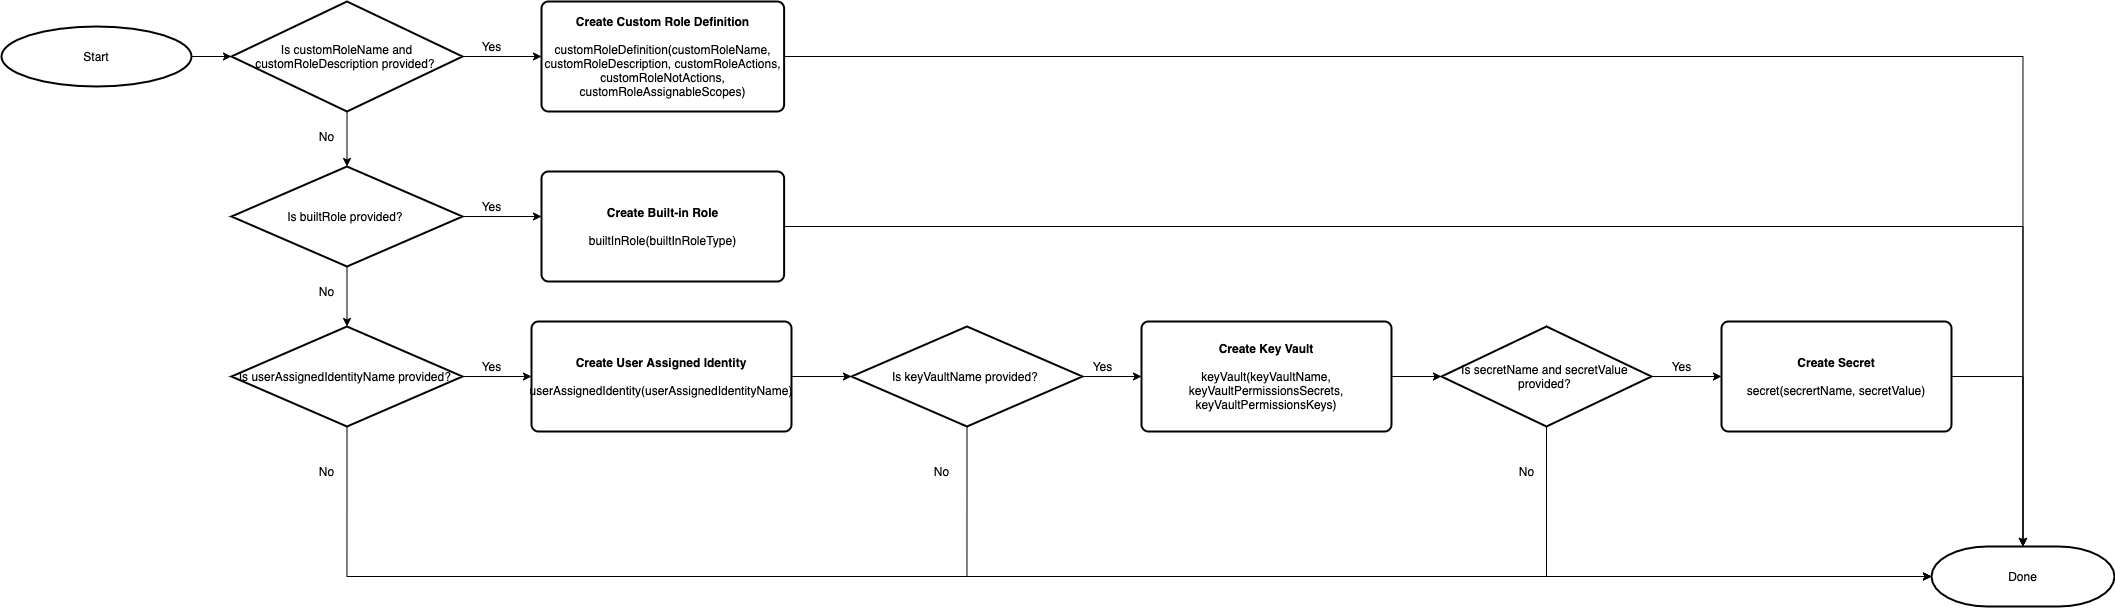 Start
Is customRoleName and
customRoleDescription provided?
Yes
Create Custom Role Definition
customRoleDefinition(customRoleName,
customRoleDescription, customRoleActions,
customRoleNotActions,
customRoleAssignableScopes)
No
Is builtRole provided?
Yes
Create Built-in Role
builtInRole(builtInRoleType)
No
Is userAssignedIdentityName provided?
Yes
Create User Assigned Identity
userAssignedIdentity(userAssignedIdentityName)
Is keyVaultName provided?
Yes
Create Key Vault
keyVault(keyVaultName,
keyVaultPermissionsSecrets,
keyVaultPermissionsKeys)
Is secretName and secretValue
provided?
Yes
Create Secret
secret(secrertName, secretValue)
No
No
No
Done